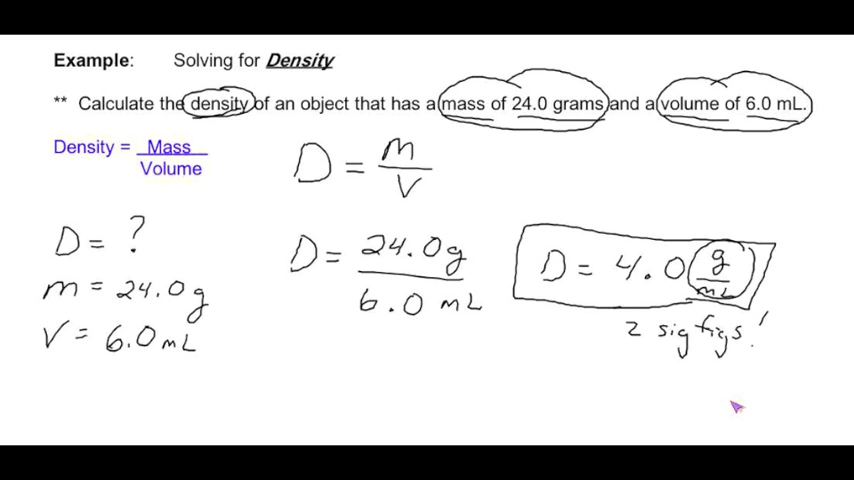 Example: Solving for Density
** Calculate the density of an object that has a mass of 24.0 grams and a volume of 6.0 mL.
Density = Mass
Volume
D = m
V
D = ?
m = 24.0 g
V = 6.0 mL
D = 24.0 g
6.0 mL
D = 4.0 g
mL
2 sig figs!